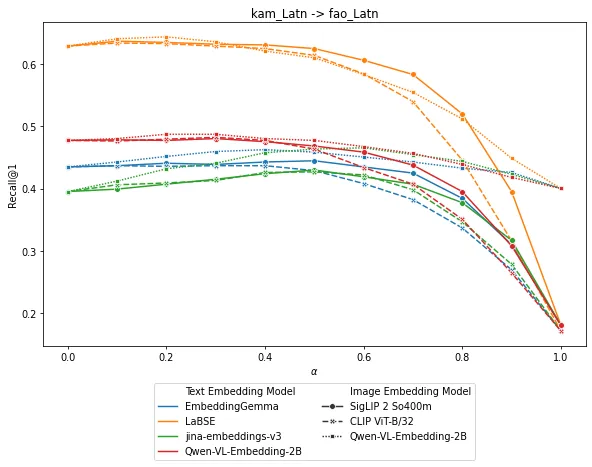 kam_Latn -> fao_Latn
Recall@1
0.6
0.5
0.4
0.3
0.2
0.0 0.2 0.4 0.6 0.8 1.0
α
Text Embedding Model Image Embedding Model
EmbeddingGemma SigLIP 2 So400m
LaBSE CLIP ViT-B/32
jina-embeddings-v3 Qwen-VL-Embedding-2B
Qwen-VL-Embedding-2B